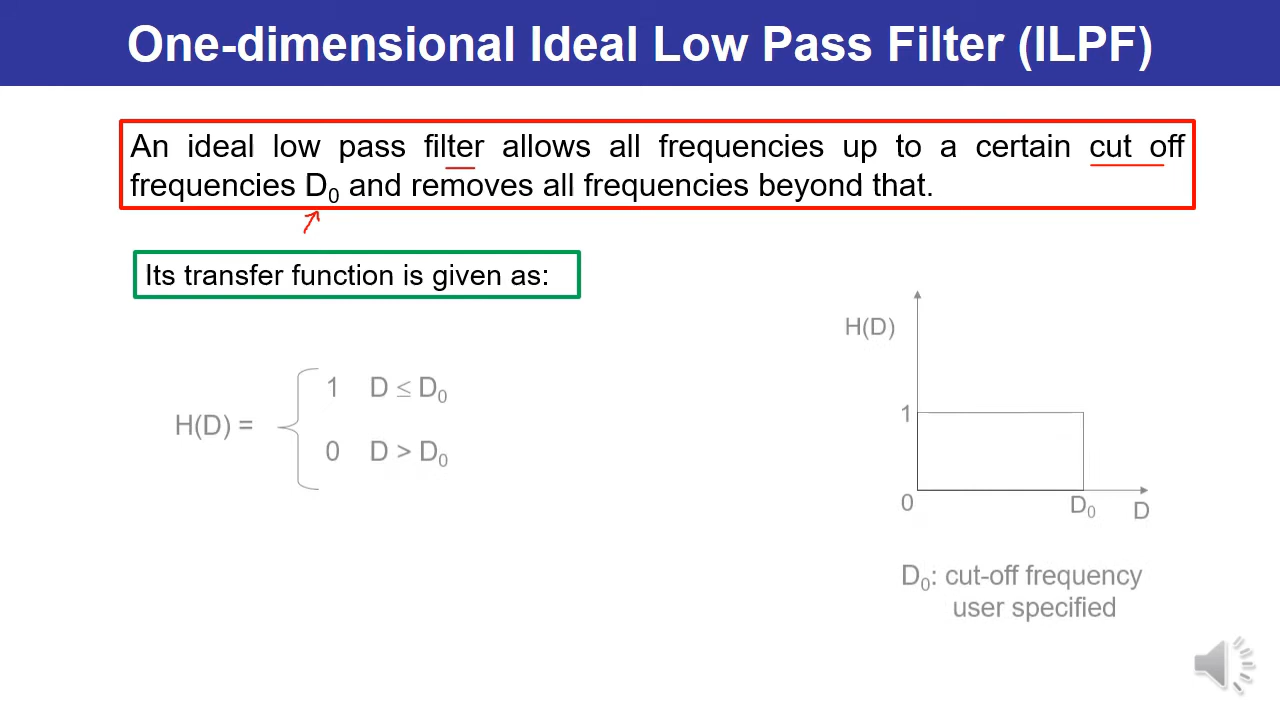 One-dimensional Ideal Low Pass Filter (ILPF)
An ideal low pass filter allows all frequencies up to a certain cut off
frequencies D₀ and removes all frequencies beyond that.
Its transfer function is given as:
H(D) =
1 D ≤ D₀
0 D > D₀
H(D)
1
0
D₀
D
D₀: cut-off frequency
user specified